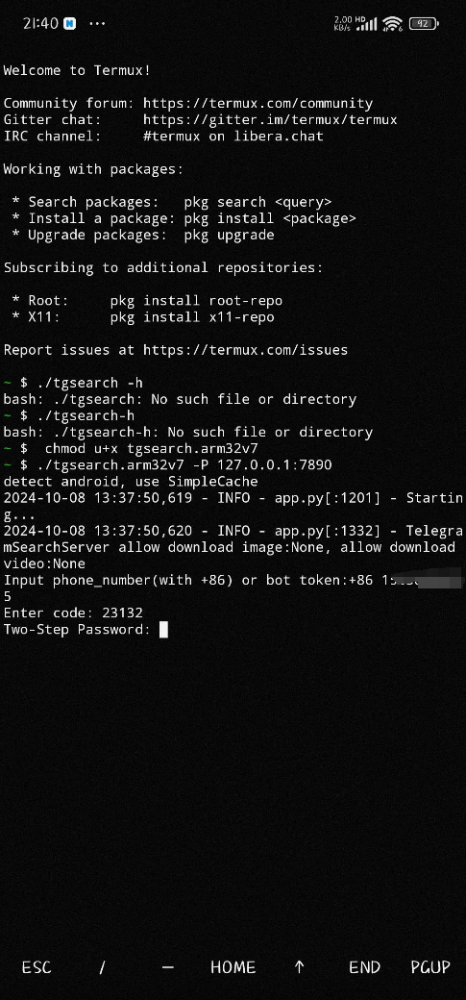 21:40 N ... 2.00 KB/s HD 6 92
Welcome to Termux!
Community forum: https://termux.com/community
Gitter chat:     https://gitter.im/termux/termux
IRC channel:     #termux on libera.chat
Working with packages:
 * Search packages:   pkg search <query>
 * Install a package: pkg install <package>
 * Upgrade packages:  pkg upgrade
Subscribing to additional repositories:
 * Root:     pkg install root-repo
 * X11:      pkg install x11-repo
Report issues at https://termux.com/issues
~ $ ./tgsearch -h
bash: ./tgsearch: No such file or directory
~ $ ./tgsearch-h
bash: ./tgsearch-h: No such file or directory
~ $  chmod u+x tgsearch.arm32v7
~ $ ./tgsearch.arm32v7 -P 127.0.0.1:7890
detect android, use SimpleCache
2024-10-08 13:37:50,619 - INFO - app.py[:1201] - Startin
g...
2024-10-08 13:37:50,620 - INFO - app.py[:1332] - Telegra
mSearchServer allow download image:None, allow download
video:None
Input phone_number(with +86) or bot token:+86
5
Enter code: 23132
Two-Step Password:
ESC / — HOME ↑ END PGUP